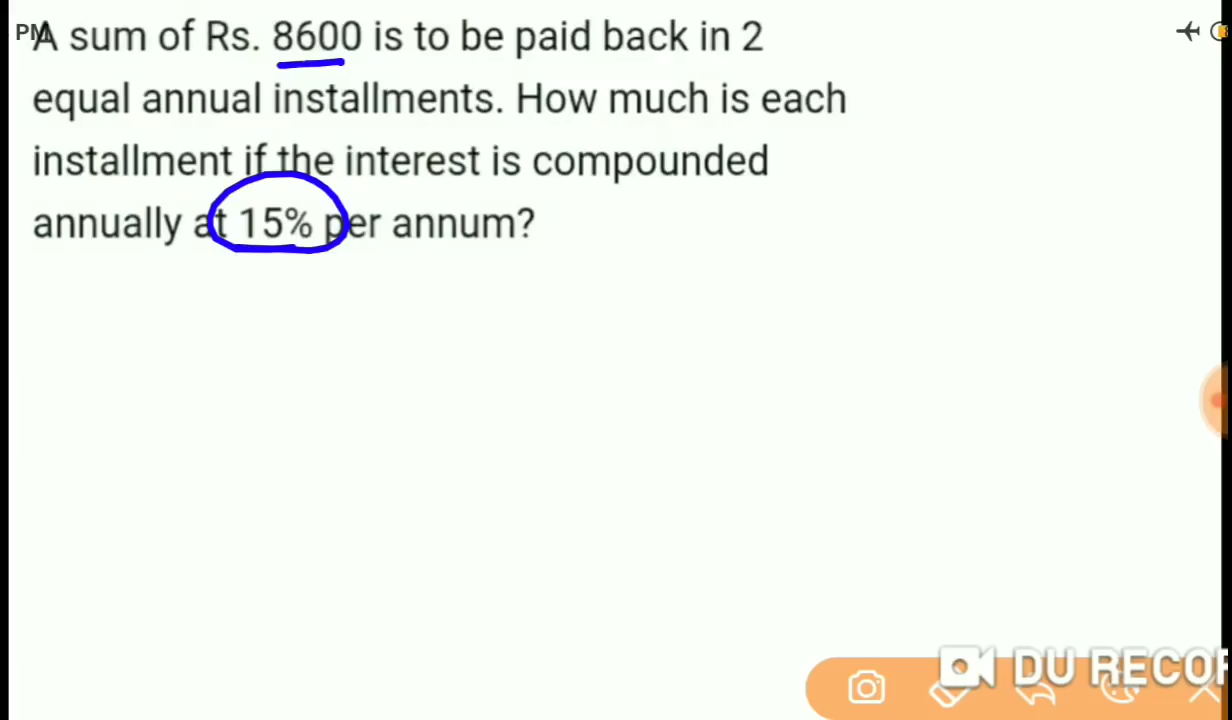 PM
A sum of Rs. 8600 is to be paid back in 2
equal annual installments. How much is each
installment if the interest is compounded
annually at 15% per annum?
DU RECOR